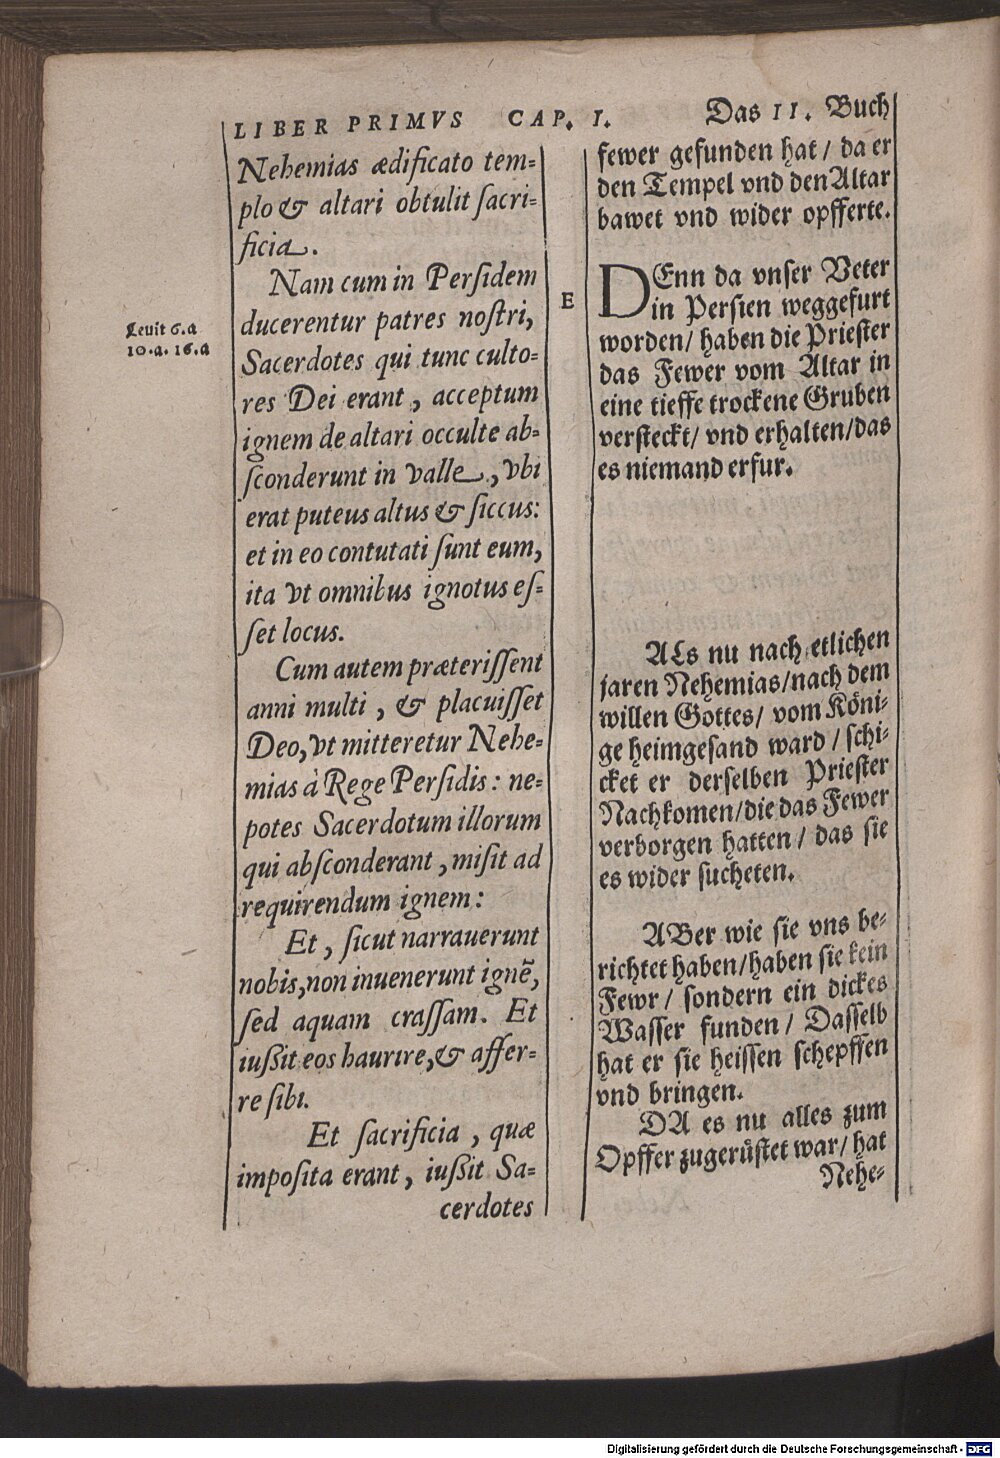 LIBER PRIMVS CAP. I.
Nehemias ædificato tem-
plo & altari obtulit ſacri-
ficia.
Nam cum in Perſidem
ducerentur patres noſtri,
Sacerdotes qui tunc culto-
res Dei erant, acceptum
ignem de altari occulte ab-
ſconderunt in valle, vbi
erat puteus altus & ſiccus:
et in eo contutati ſunt eum,
ita vt omnibus ignotus eſ-
ſet locus.
Cum autem præteriſſent
anni multi, & placuiſſet
Deo, vt mitteretur Nehe-
mias à Rege Perſidis: ne-
potes Sacerdotum illorum
qui abſconderant, miſit ad
requirendum ignem:
Et, ſicut narrauerunt
nobis, non inuenerunt ignẽ,
ſed aquam craſſam. Et
iußit eos haurire, & affer-
re ſibi.
Et ſacrificia, quæ
impoſita erant, iußit Sa-
cerdotes
Leuit 6.a
10.a. 16.a
E
Das II. Buch
fewer gefunden hat / da er
den Tempel vnd den Altar
bawet vnd wider opfferte.
DEnn da vnſer Veter
in Perſien weggefurt
worden / haben die Prieſter
das Fewer vom Altar in
eine tieffe trockene Gruben
verſteckt / vnd erhalten / das
es niemand erfur.
ALs nu nach etlichen
jaren Nehemias / nach dem
willen Gottes / vom Köni-
ge heimgeſand ward / ſchi-
cket er derſelben Prieſter
Nachkomen / die das Fewer
verborgen hatten / das ſie
es wider ſucheten.
ABer wie ſie vns be-
richtet haben / haben ſie kein
Fewr / ſondern ein dickes
Waſſer funden / Daſſelb
hat er ſie heiſſen ſchepffen
vnd bringen.
DA es nu alles zum
Opffer zugerůſtet war / hat
Nehe-
Digitalisierung gefördert durch die Deutsche Forschungsgemeinschaft - DFG